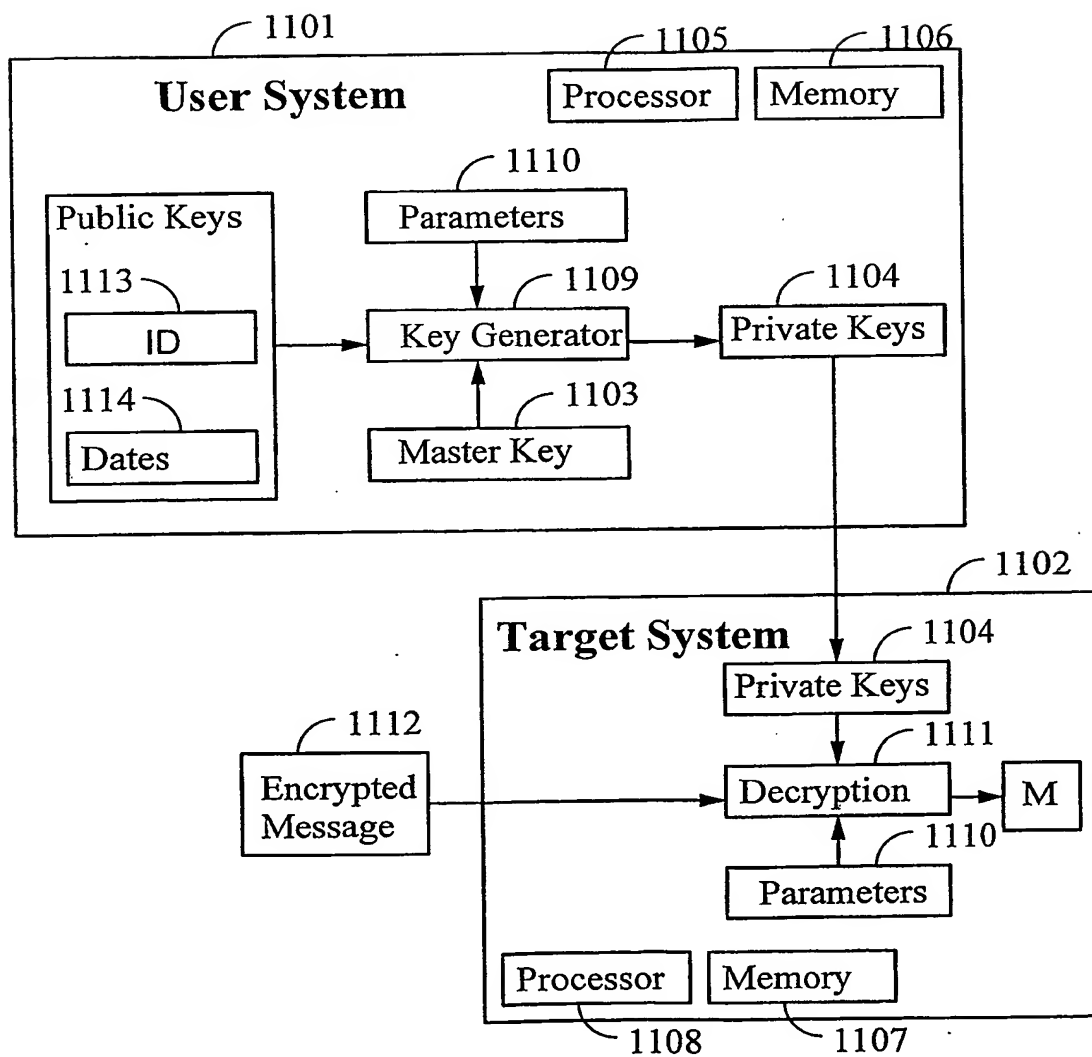 1101
1105
1106
User System
Processor
Memory
1110
Public Keys
Parameters
1113
1109
1104
ID
Key Generator
Private Keys
1114
1103
Dates
Master Key
1102
Target System
1104
Private Keys
1112
1111
Encrypted
Message
Decryption
M
1110
Parameters
Processor
Memory
1108
1107